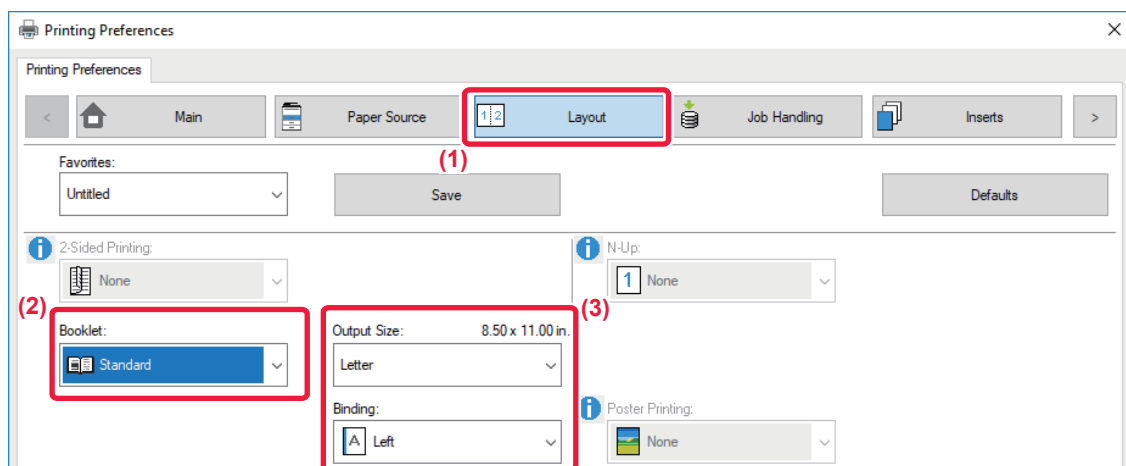 Printing Preferences
Printing Preferences
< Main Paper Source 1 2 Layout Job Handling Inserts >
(1)
Favorites:
Untitled Save Defaults
2-Sided Printing: N-Up:
None 1 None
(2) (3)
Booklet: Output Size: 8.50 x 11.00 in.
Standard Letter
Binding: Poster Printing:
A Left None